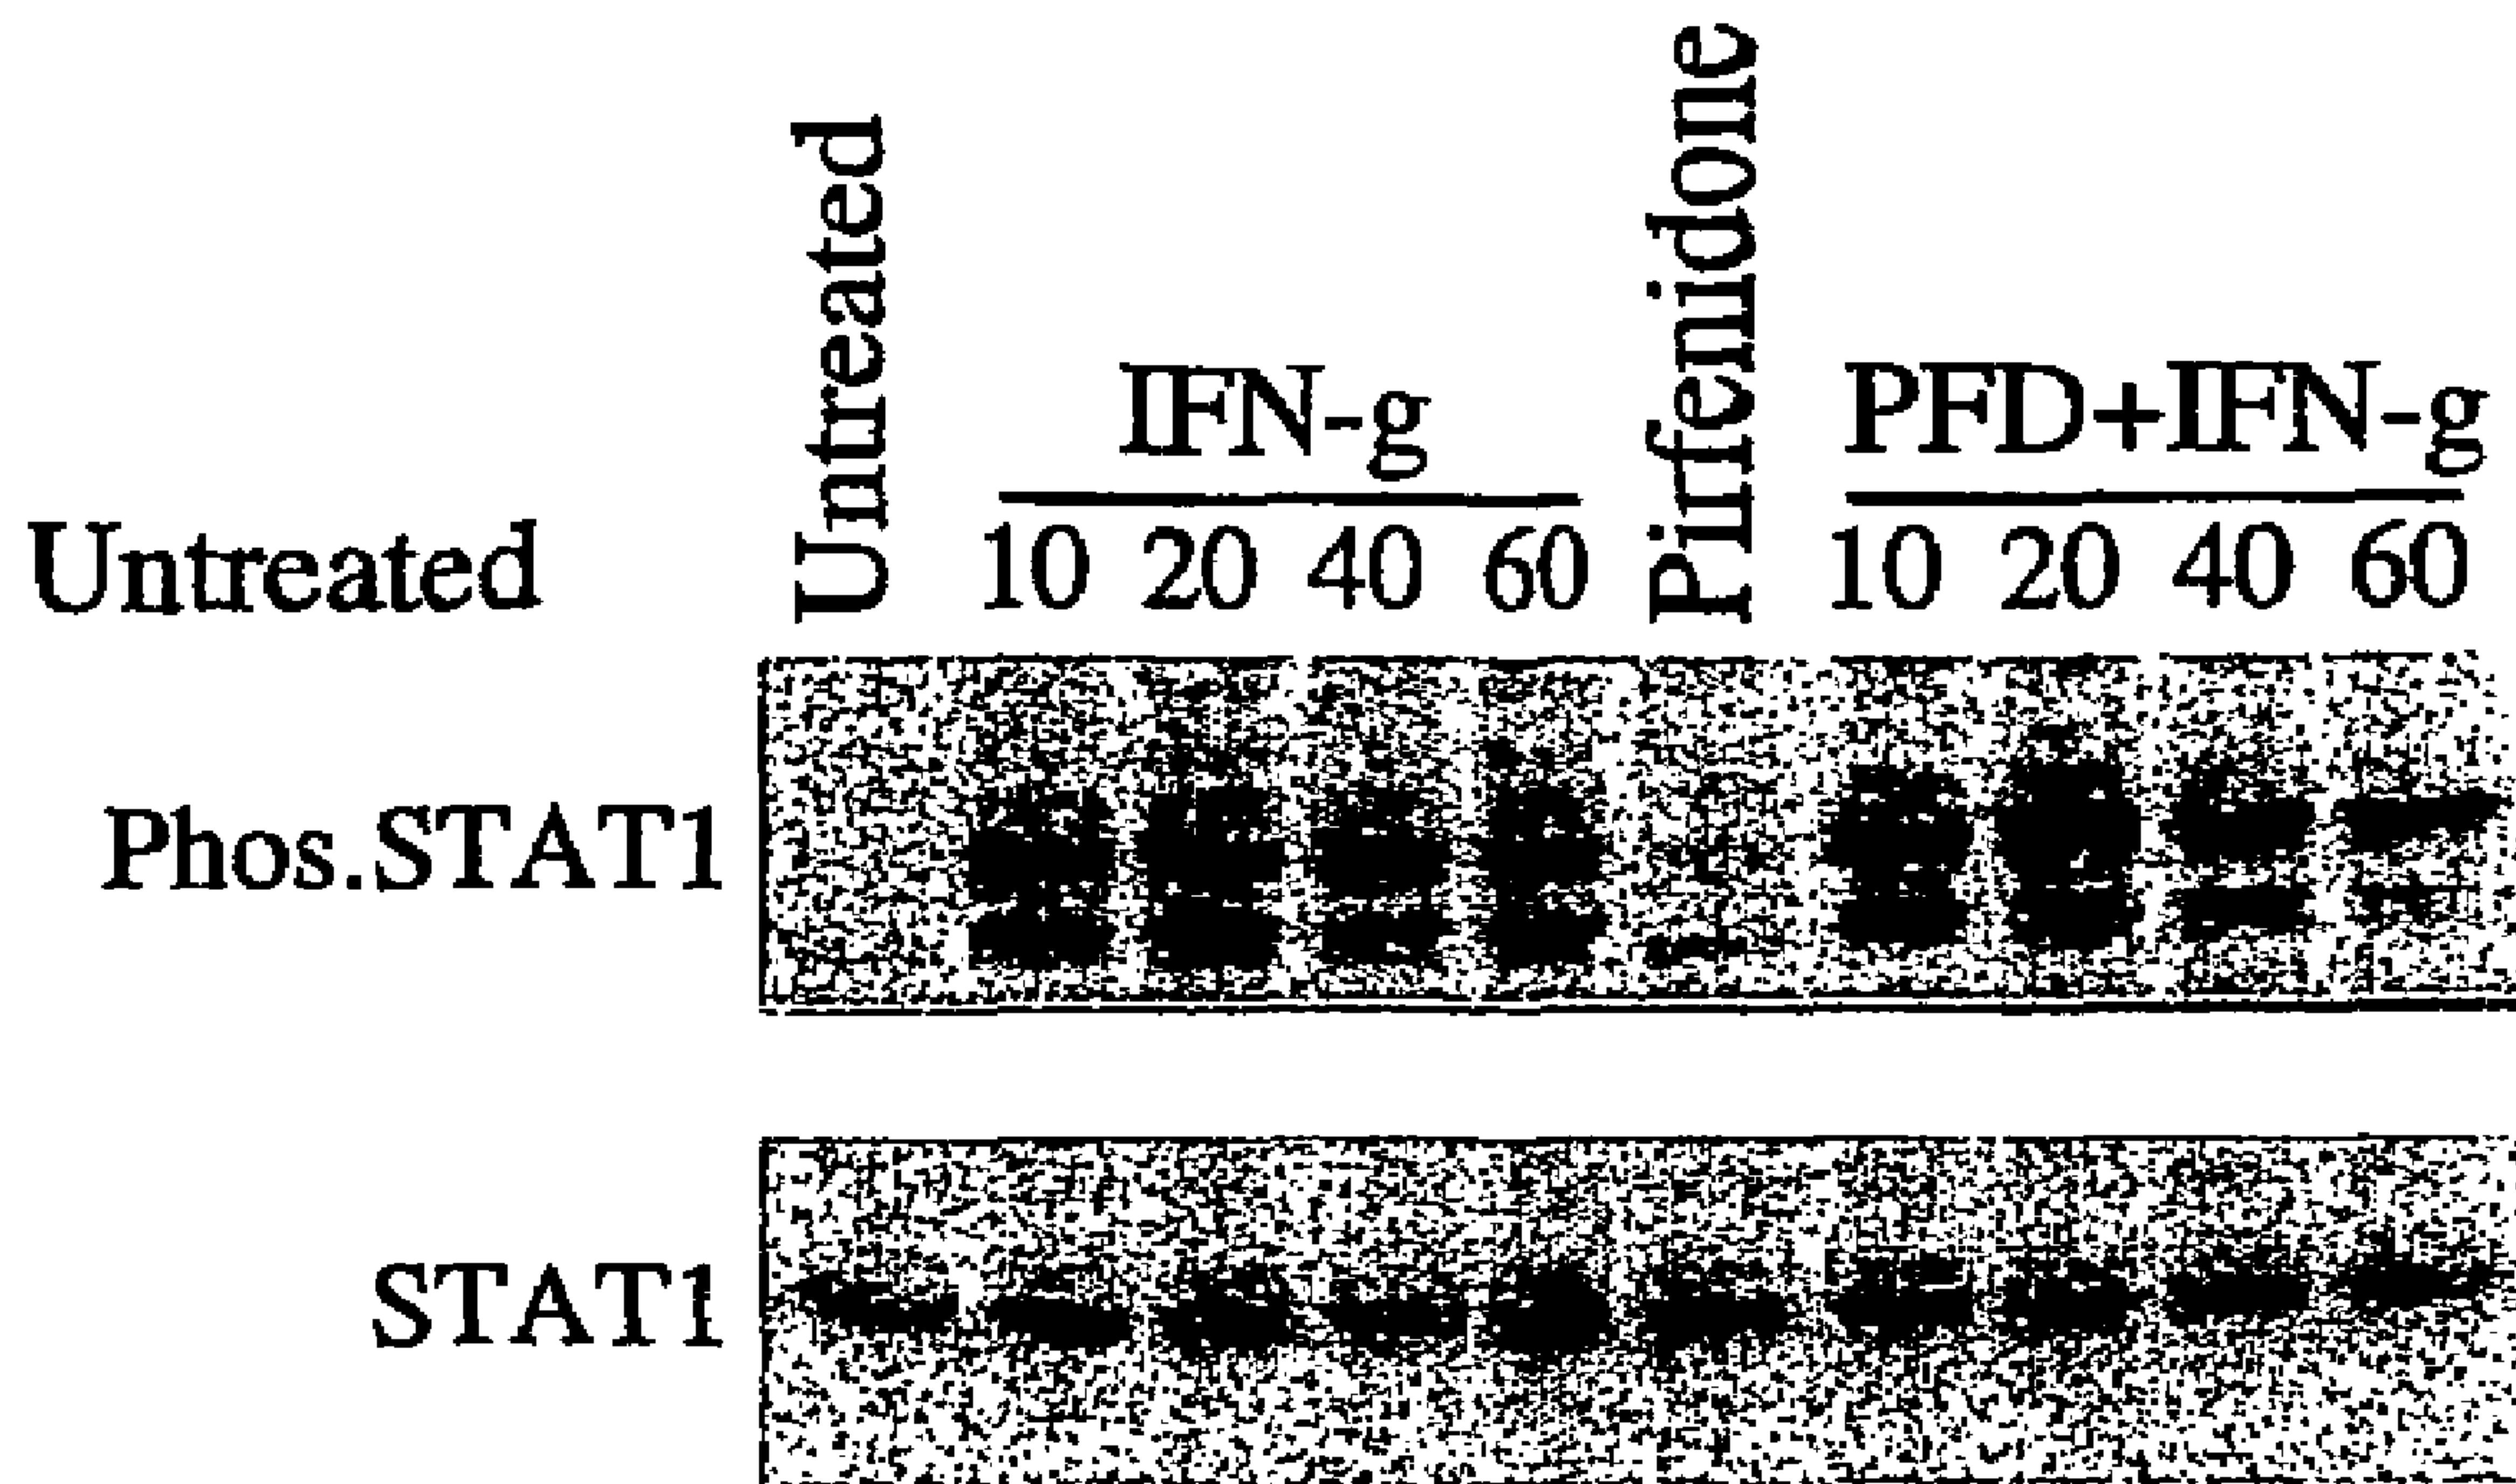 Untreated
IFN-g
Pirfenidone
PFD+IFN-g
Untreated
10 20 40 60
10 20 40 60
Phos.STAT1
STAT1